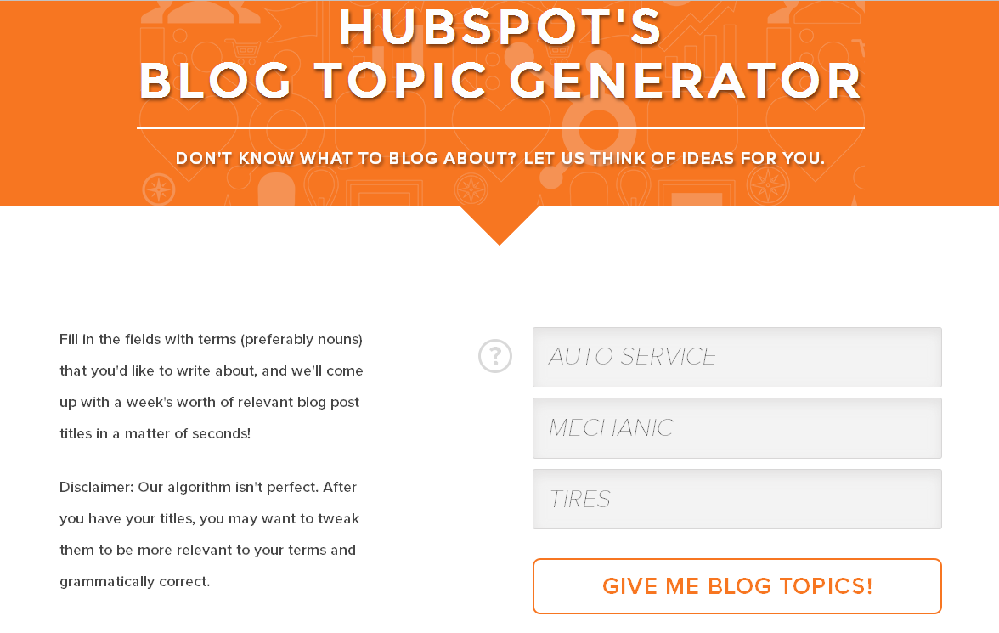 HUBSPOT'S
BLOG TOPIC GENERATOR
DON'T KNOW WHAT TO BLOG ABOUT? LET US THINK OF IDEAS FOR YOU.
Fill in the fields with terms (preferably nouns)
that you'd like to write about, and we'll come
up with a week's worth of relevant blog post
titles in a matter of seconds!
Disclaimer: Our algorithm isn't perfect. After
you have your titles, you may want to tweak
them to be more relevant to your terms and
grammatically correct.
?
AUTO SERVICE
MECHANIC
TIRES
GIVE ME BLOG TOPICS!